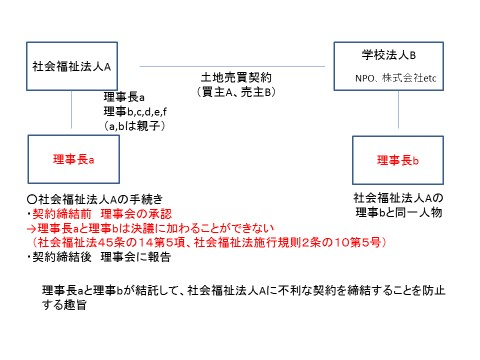 社会福祉法人A
学校法人B
NPO、株式会社etc
土地売買契約
（買主A、売主B）
理事長a
理事b,c,d,e,f
（a,bは親子）
理事長a
理事長b
社会福祉法人Aの
理事bと同一人物
〇社会福祉法人Aの手続き
・契約締結前　理事会の承認
→理事長aと理事bは決議に加わることができない
（社会福祉法45条の14第5項、社会福祉法施行規則2条の10第5号）
・契約締結後　理事会に報告
理事長aと理事bが結託して、社会福祉法人Aに不利な契約を締結することを防止
する趣旨